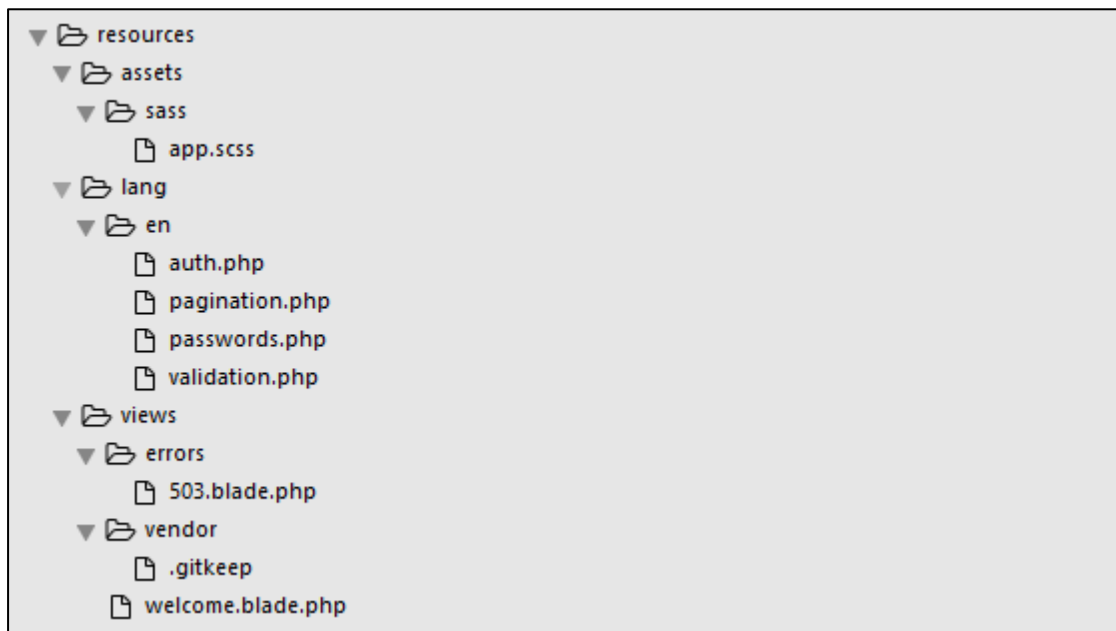 resources
assets
sass
app.scss
lang
en
auth.php
pagination.php
passwords.php
validation.php
views
errors
503.blade.php
vendor
.gitkeep
welcome.blade.php